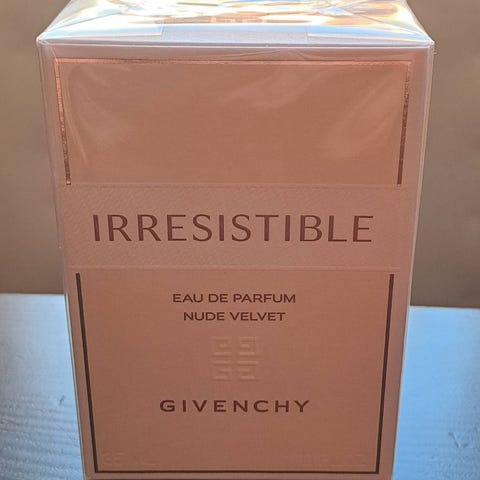 IRRESISTIBLE
EAU DE PARFUM
NUDE VELVET
GIVENCHY